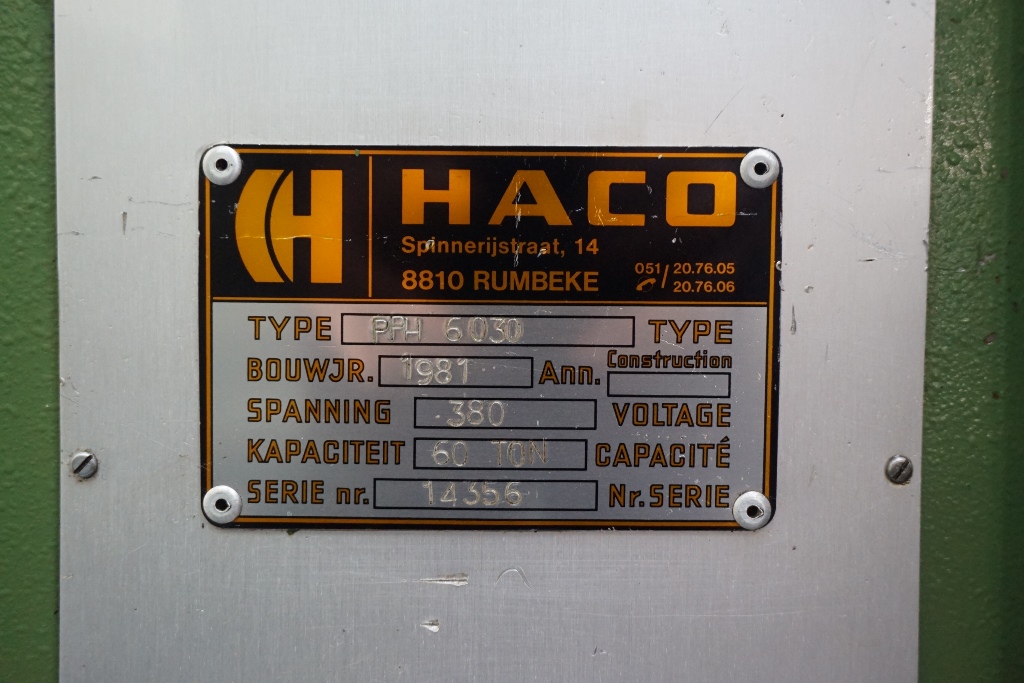 H HACO
Spinnerijstraat, 14
8810 RUMBEKE 051/ 20.76.05
20.76.06
TYPE PPH 6030 TYPE
BOUWJR. 1981 Ann. Construction
SPANNING 380 VOLTAGE
KAPACITEIT 60 TON CAPACITÉ
SERIE nr. 14356 Nr. SERIE